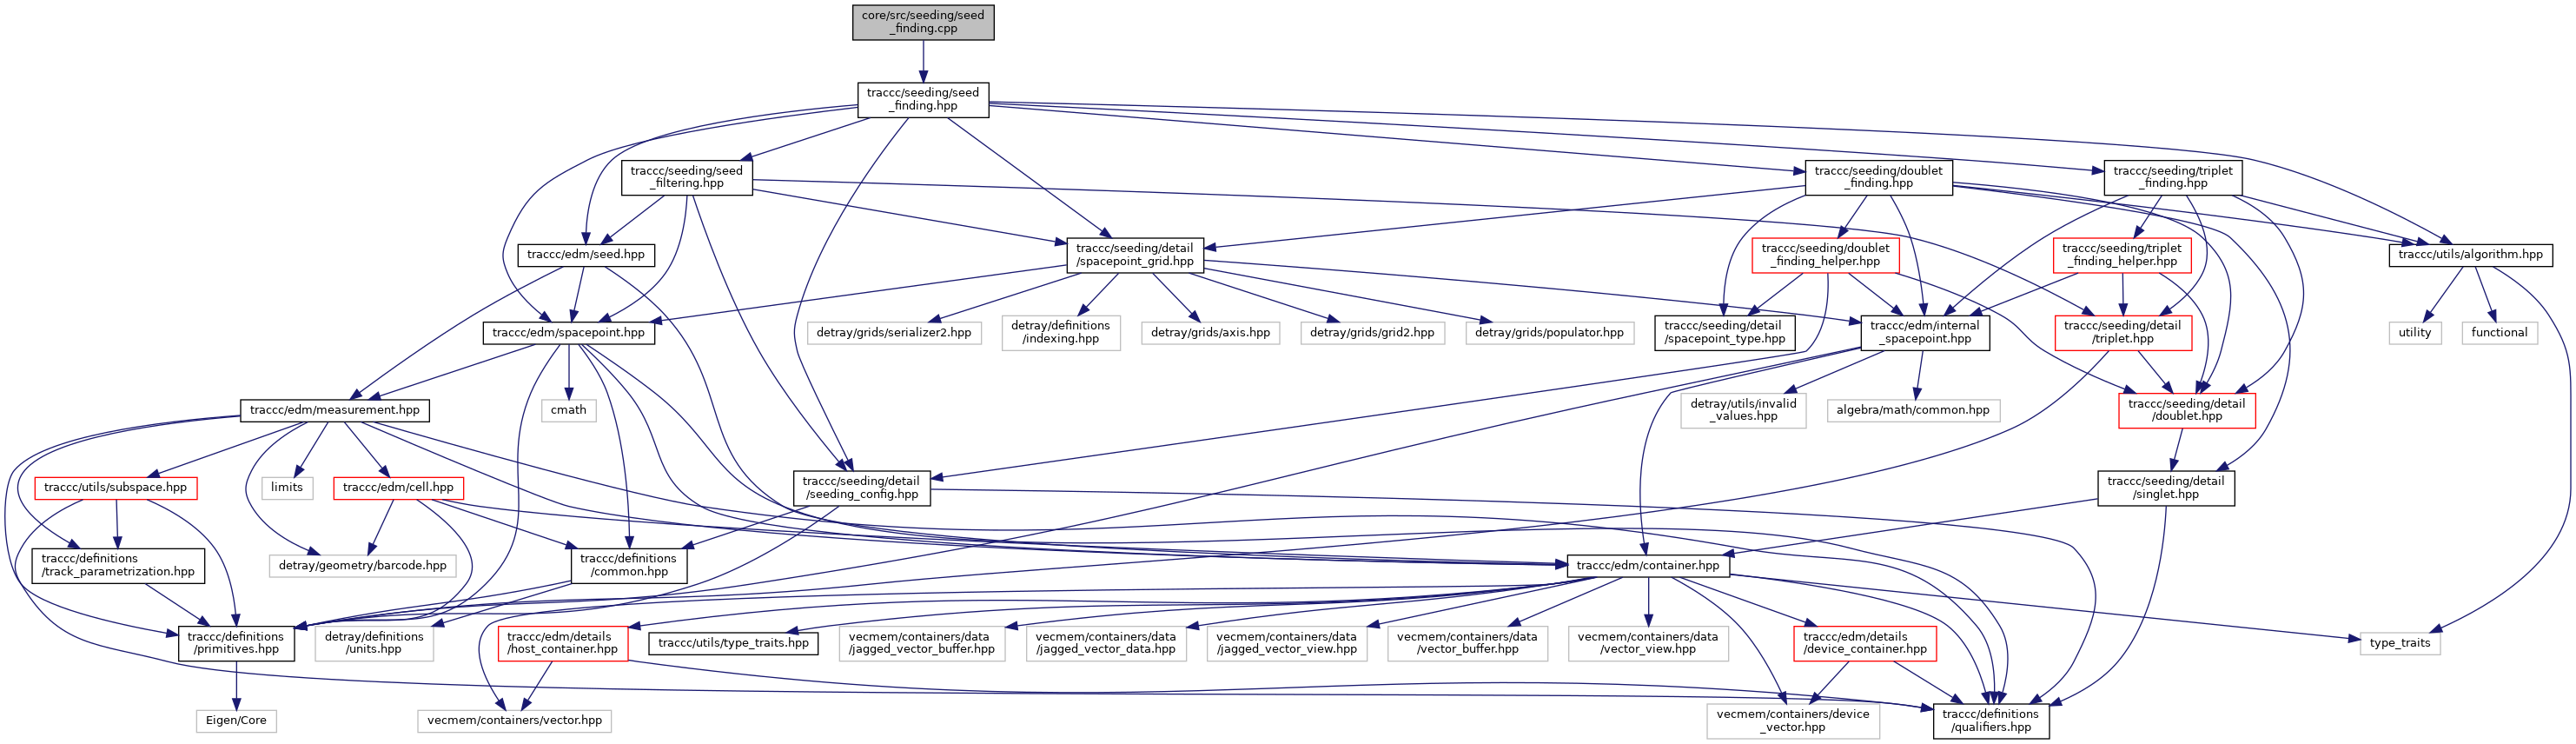 core/src/seeding/seed
_finding.cpp
traccc/seeding/seed
_finding.hpp
traccc/seeding/seed
_filtering.hpp
traccc/seeding/doublet
_finding.hpp
traccc/seeding/triplet
_finding.hpp
traccc/edm/seed.hpp
traccc/seeding/detail
/spacepoint_grid.hpp
traccc/seeding/doublet
_finding_helper.hpp
traccc/seeding/triplet
_finding_helper.hpp
traccc/utils/algorithm.hpp
traccc/edm/spacepoint.hpp
detray/grids/serializer2.hpp
detray/definitions
/indexing.hpp
detray/grids/axis.hpp
detray/grids/grid2.hpp
detray/grids/populator.hpp
traccc/seeding/detail
/spacepoint_type.hpp
traccc/edm/internal
_spacepoint.hpp
traccc/seeding/detail
/triplet.hpp
utility
functional
traccc/edm/measurement.hpp
cmath
detray/utils/invalid
_values.hpp
algebra/math/common.hpp
traccc/seeding/detail
/doublet.hpp
traccc/utils/subspace.hpp
limits
traccc/edm/cell.hpp
traccc/seeding/detail
/seeding_config.hpp
traccc/seeding/detail
/singlet.hpp
traccc/definitions
/track_parametrization.hpp
detray/geometry/barcode.hpp
traccc/definitions
/common.hpp
traccc/edm/container.hpp
traccc/definitions
/primitives.hpp
detray/definitions
/units.hpp
traccc/edm/details
/host_container.hpp
traccc/utils/type_traits.hpp
vecmem/containers/data
/jagged_vector_buffer.hpp
vecmem/containers/data
/jagged_vector_data.hpp
vecmem/containers/data
/jagged_vector_view.hpp
vecmem/containers/data
/vector_buffer.hpp
vecmem/containers/data
/vector_view.hpp
traccc/edm/details
/device_container.hpp
type_traits
Eigen/Core
vecmem/containers/vector.hpp
vecmem/containers/device
_vector.hpp
traccc/definitions
/qualifiers.hpp